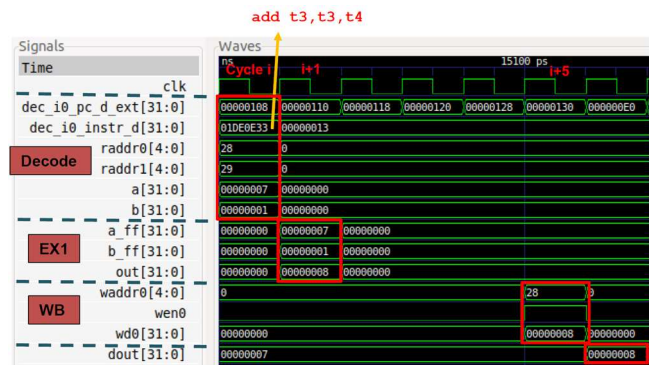 add t3,t3,t4
Signals
Waves
Time
ns
15100 ps
Cycle i
i+1
i+5
clk
dec_i0_pc_d_ext[31:0]
00000108 00000110 00000118 00000120 00000128 00000130 000000E0
dec_i0_instr_d[31:0]
01DE0E33 00000013
Decode
raddr0[4:0]
28 0
raddr1[4:0]
29 0
a[31:0]
00000007 00000000
b[31:0]
00000001 00000000
EX1
a_ff[31:0]
00000000 00000007 00000000
b_ff[31:0]
00000000 00000001 00000000
out[31:0]
00000000 00000008 00000000
WB
waddr0[4:0]
0 28 0
wen0
wd0[31:0]
00000000 00000008 00000000
dout[31:0]
00000007 00000008